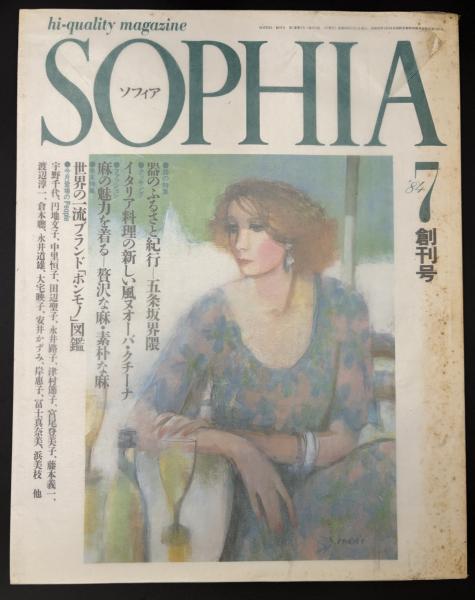 hi-quality magazine
SOPHIA
ソフィア
'84
7
創刊号
器のふるさと紀行―五条坂界隈
イタリア料理の新しい風ヌオーバ・クチーナ
●ファッション
麻の魅力を着る―贅沢な麻・素朴な麻
世界の一流ブランド「ホンモノ」図鑑
宇野千代、円地文子、中里恒子、田辺聖子、永井路子、津村節子、宮尾登美子、藤本義一、
渡辺淳一、倉本聰、永井道雄、大宅映子、安井かずみ、岸惠子、冨士真奈美、浜美枝 他